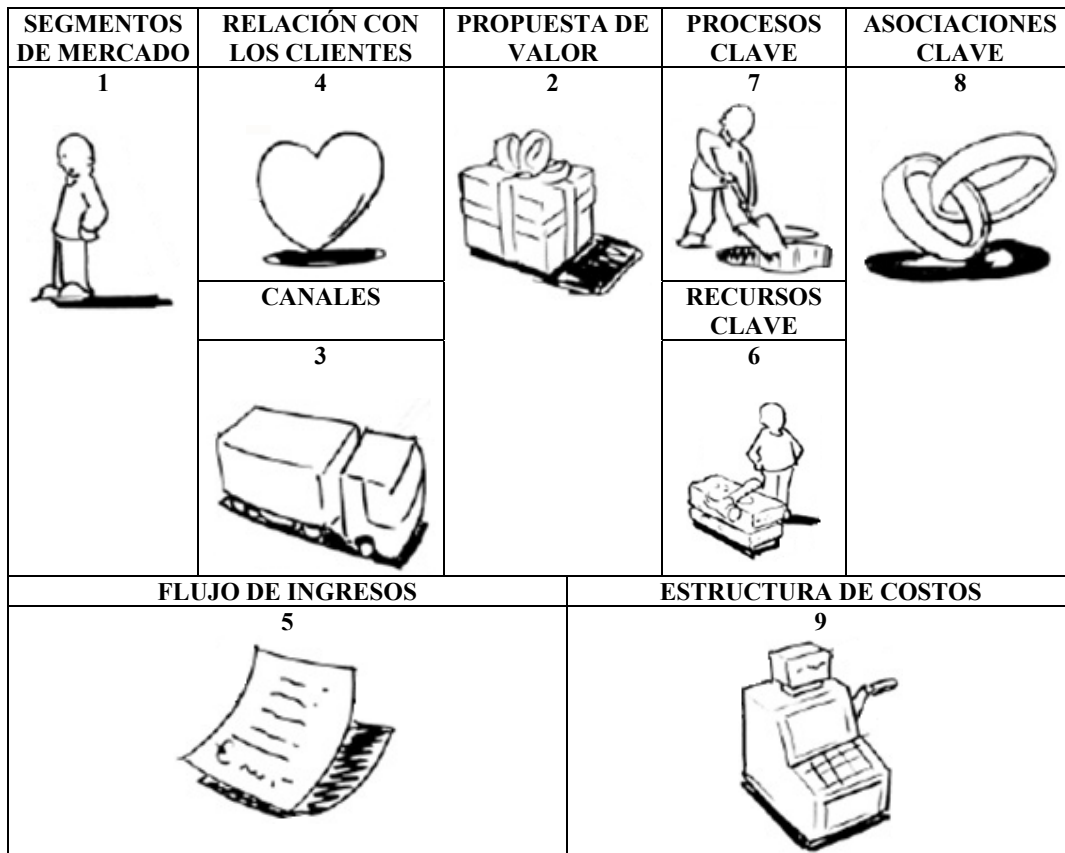 SEGMENTOS
DE MERCADO
RELACIÓN CON
LOS CLIENTES
PROPUESTA DE
VALOR
PROCESOS
CLAVE
ASOCIACIONES
CLAVE
1
4
2
7
8
CANALES
RECURSOS
CLAVE
3
6
FLUJO DE INGRESOS
ESTRUCTURA DE COSTOS
5
9
€